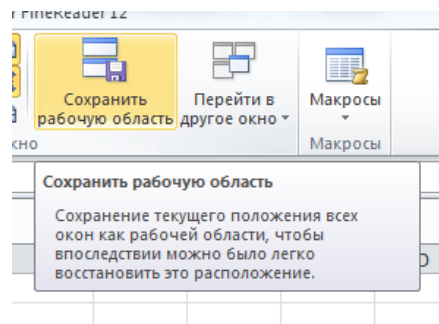 FineReader 12
Сохранить рабочую область
Перейти в другое окно
Макросы
Макросы
Сохранить рабочую область
Сохранение текущего положения всех
окон как рабочей области, чтобы
впоследствии можно было легко
восстановить это расположение.